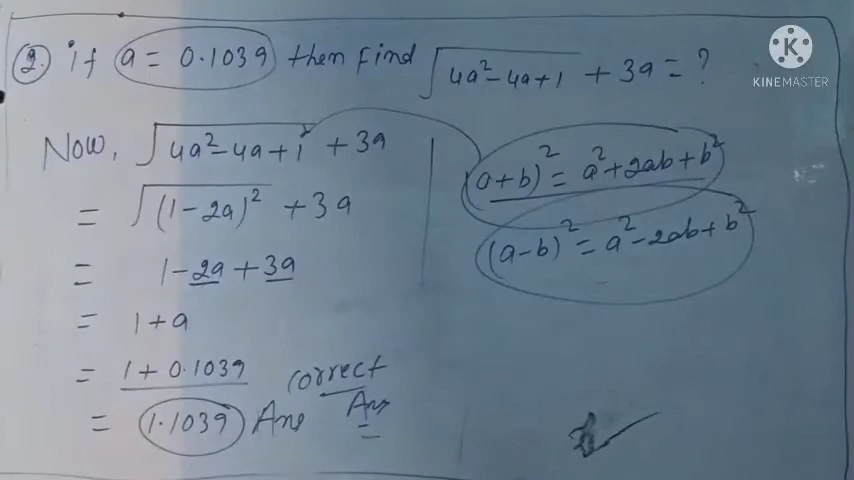 2. if a = 0.1039 then find √4a²-4a+1 + 3a = ?
KINEMASTER
Now, √4a²-4a+1 + 3a
= √(1-2a)² + 3a
= 1-2a + 3a
= 1+a
= 1+0.1039 correct Ans
= 1.1039 Ans
(a+b)² = a²+2ab+b²
(a-b)² = a²-2ab+b²